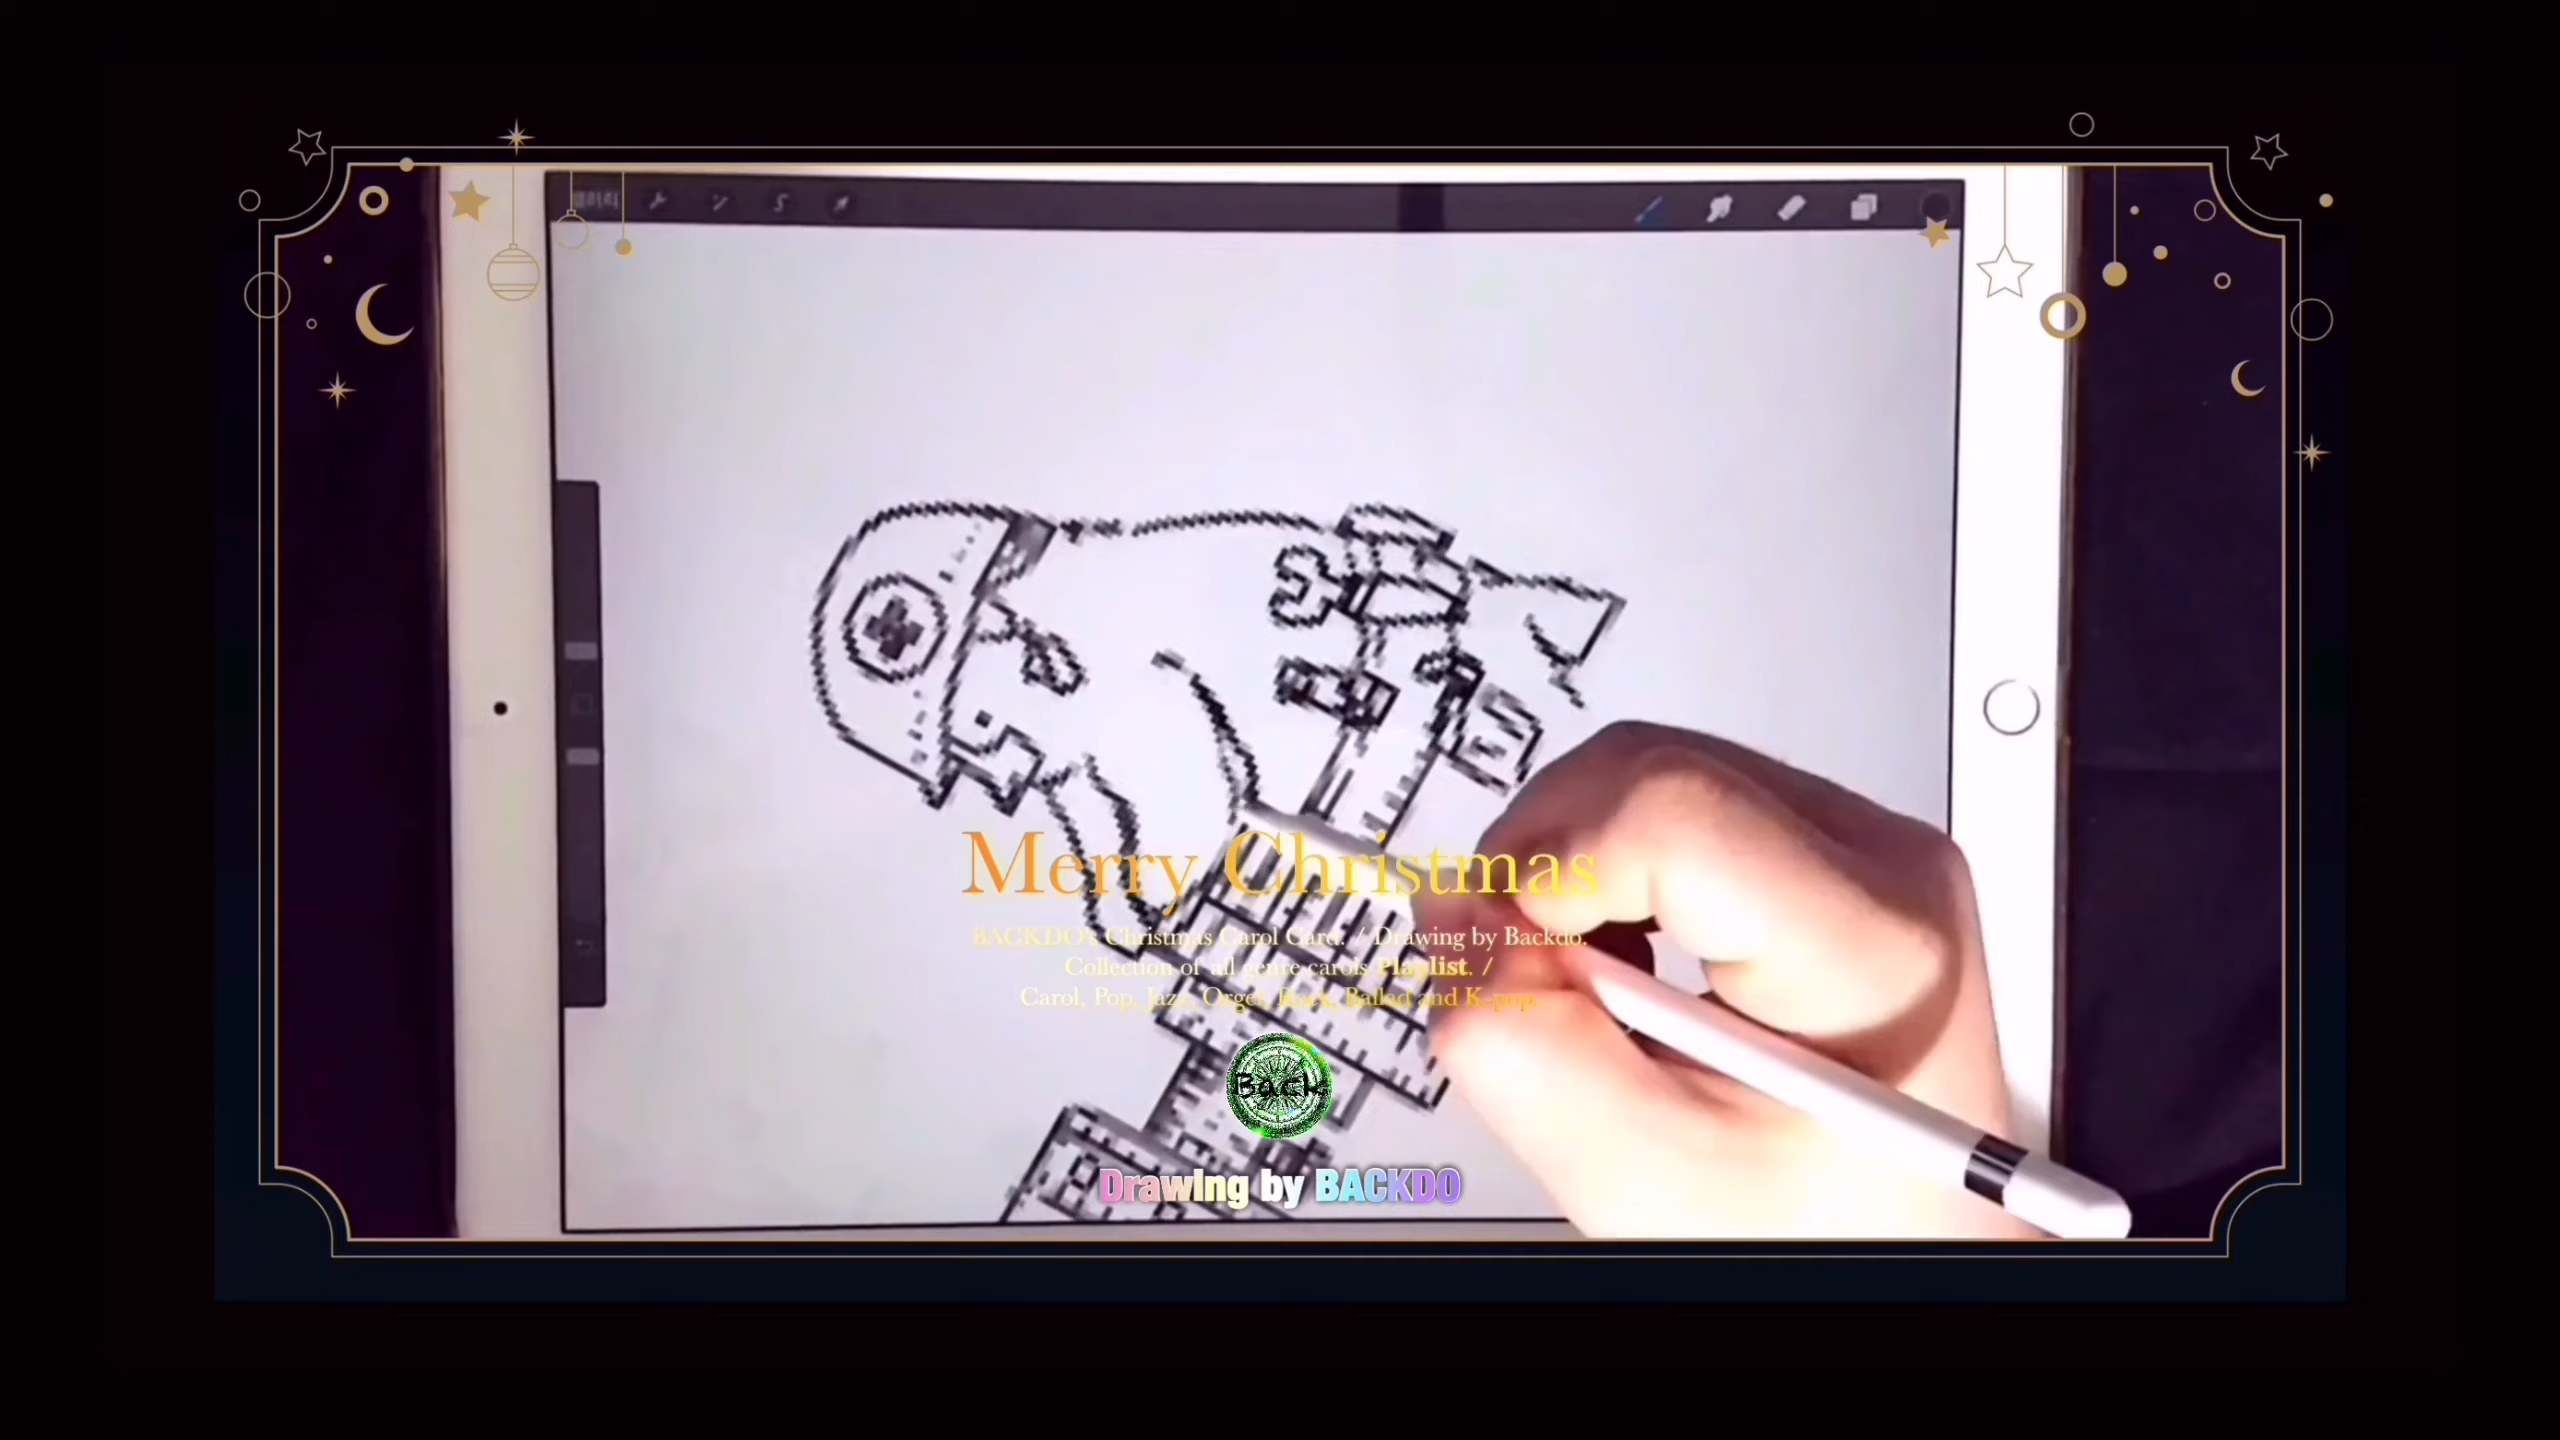 Merry Christmas
BACKDO's Christmas Carol Card. / Drawing by Backdo.
Collection of all genre carols Playlist. /
Carol, Pop, Jazz, Orgel, Rock, Ballad and K-pop.
Back
Drawing by BACKDO